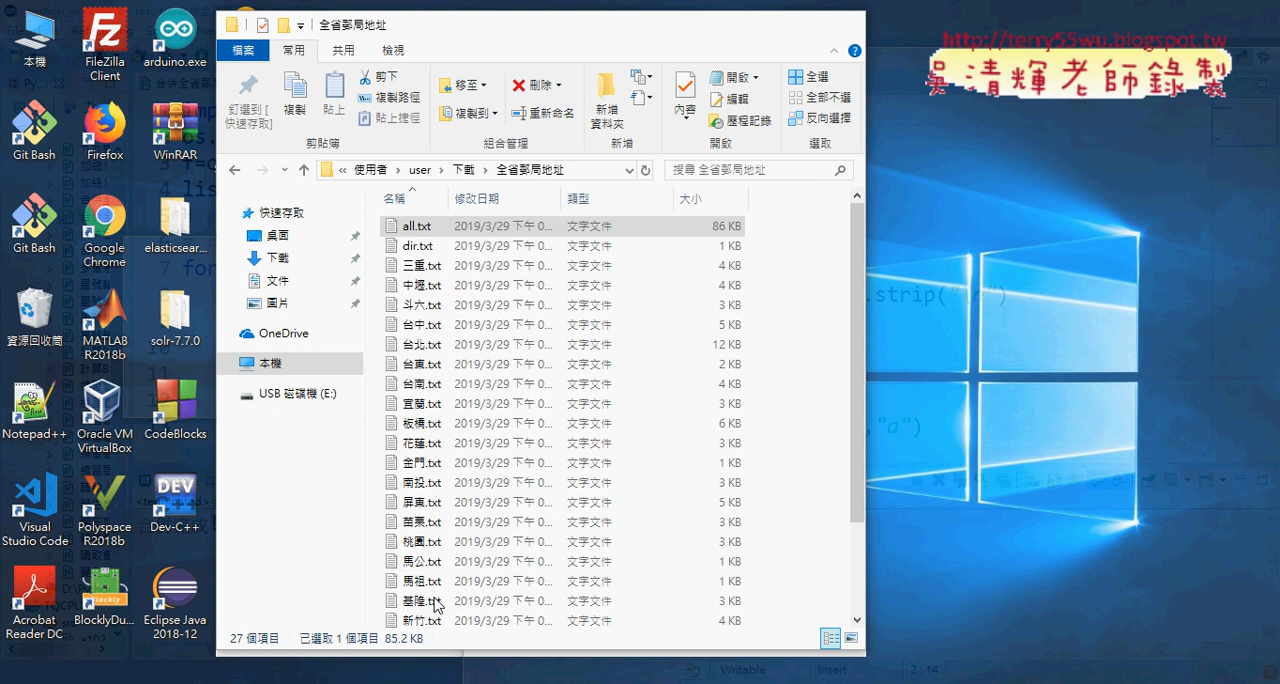 全省郵局地址
http://terry55wu.blogspot.tw
吳清輝老師錄製
檔案
常用
共用
檢視
釘選到 [
快速存取]
複製
貼上
剪下
複製路徑
貼上捷徑
剪貼簿
移至
複製到
刪除
重新命名
組合管理
新增
資料夾
新增
內容
開啟
編輯
歷程記錄
開啟
全選
全部不選
反向選擇
選取
« 使用者 › user › 下載 › 全省郵局地址
搜尋 全省郵局地址
名稱 修改日期 類型 大小
快速存取
桌面
下載
文件
圖片
OneDrive
本機
USB 磁碟機 (E:)
all.txt 2019/3/29 下午 0... 文字文件 86 KB
dir.txt 2019/3/29 下午 0... 文字文件 1 KB
三重.txt 2019/3/29 下午 0... 文字文件 4 KB
中壢.txt 2019/3/29 下午 0... 文字文件 4 KB
斗六.txt 2019/3/29 下午 0... 文字文件 3 KB
台中.txt 2019/3/29 下午 0... 文字文件 5 KB
台北.txt 2019/3/29 下午 0... 文字文件 12 KB
台東.txt 2019/3/29 下午 0... 文字文件 2 KB
台南.txt 2019/3/29 下午 0... 文字文件 4 KB
宜蘭.txt 2019/3/29 下午 0... 文字文件 3 KB
板橋.txt 2019/3/29 下午 0... 文字文件 6 KB
花蓮.txt 2019/3/29 下午 0... 文字文件 3 KB
金門.txt 2019/3/29 下午 0... 文字文件 1 KB
南投.txt 2019/3/29 下午 0... 文字文件 3 KB
屏東.txt 2019/3/29 下午 0... 文字文件 5 KB
苗栗.txt 2019/3/29 下午 0... 文字文件 3 KB
桃園.txt 2019/3/29 下午 0... 文字文件 3 KB
馬公.txt 2019/3/29 下午 0... 文字文件 1 KB
馬祖.txt 2019/3/29 下午 0... 文字文件 1 KB
基隆.txt 2019/3/29 下午 0... 文字文件 3 KB
新竹.txt 2019/3/29 下午 0... 文字文件 4 KB
27 個項目 已選取 1 個項目 85.2 KB
本機
FileZilla
Client
arduino.exe
Git Bash
Firefox
WinRAR
Git Bash
Google
Chrome
elasticsear...
資源回收筒
MATLAB
R2018b
solr-7.7.0
Notepad++
Oracle VM
VirtualBox
CodeBlocks
Visual
Studio Code
Polyspace
R2018b
Dev-C++
Acrobat
Reader DC
BlocklyDu...
Eclipse Java
2018-12
.strip("\n")
,"a")
Writable
Insert
2 : 14